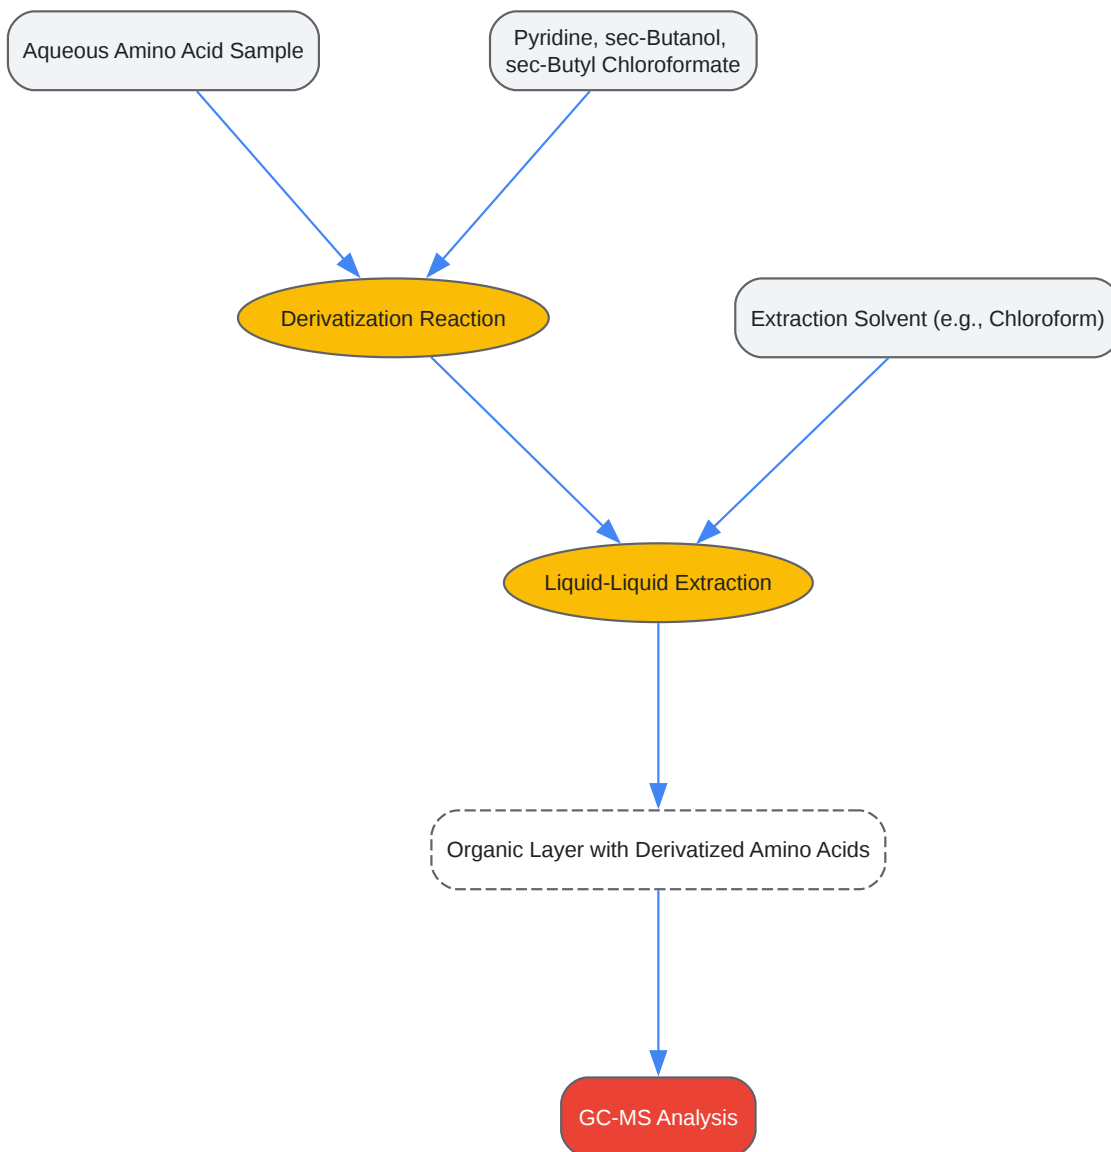 Aqueous Amino Acid Sample
Pyridine, sec-Butanol,
sec-Butyl Chloroformate
Derivatization Reaction
Extraction Solvent (e.g., Chloroform)
Liquid-Liquid Extraction
Organic Layer with Derivatized Amino Acids
GC-MS Analysis